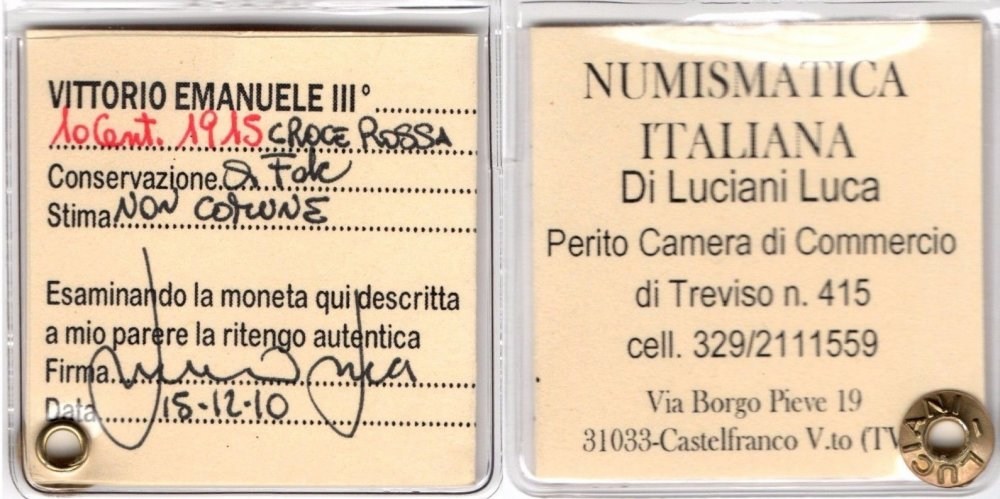 VITTORIO EMANUELE III°
10 Cent. 1915 CROCE ROSSA
Conservazione. q. Fdc
Stima. NON COMUNE
Esaminando la moneta qui descritta
a mio parere la ritengo autentica
Firma
Data 15-12-10
NUMISMATICA
ITALIANA
Di Luciani Luca
Perito Camera di Commercio
di Treviso n. 415
cell. 329/2111559
Via Borgo Pieve 19
31033-Castelfranco V.to (TV
LUCIANI L